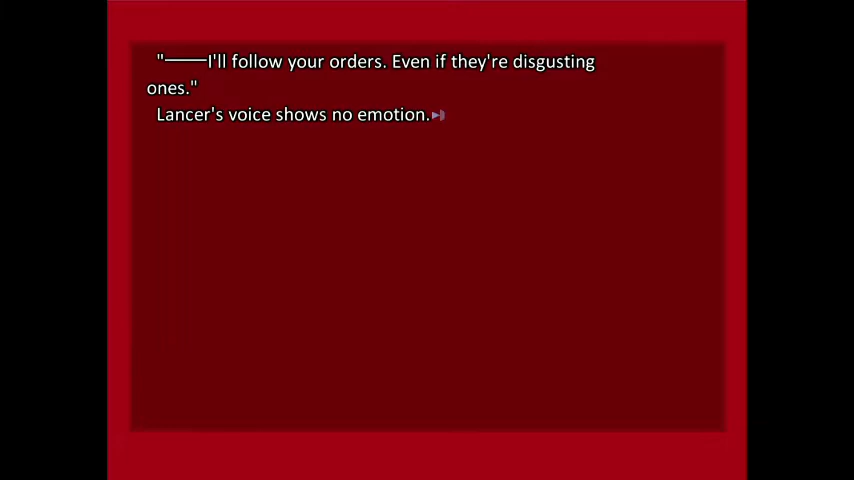 "───I'll follow your orders. Even if they're disgusting
ones."
Lancer's voice shows no emotion.